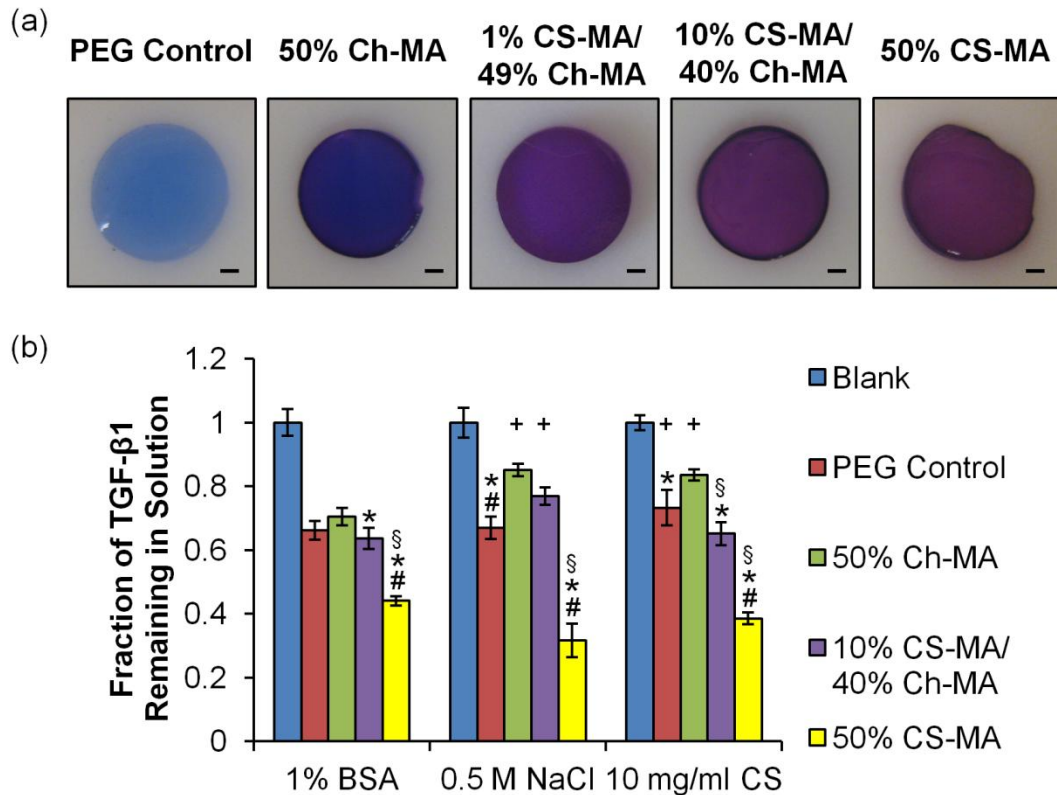 (a)
PEG Control
50% Ch-MA
1% CS-MA/
49% Ch-MA
10% CS-MA/
40% Ch-MA
50% CS-MA
(b)
Fraction of TGF-β1
Remaining in Solution
1.2
1
0.8
0.6
0.4
0.2
0
*
§
*
#
*
#
+
+
§
*
#
+
*
+
§
*
§
*
#
1% BSA
0.5 M NaCl
10 mg/ml CS
Blank
PEG Control
50% Ch-MA
10% CS-MA/
40% Ch-MA
50% CS-MA